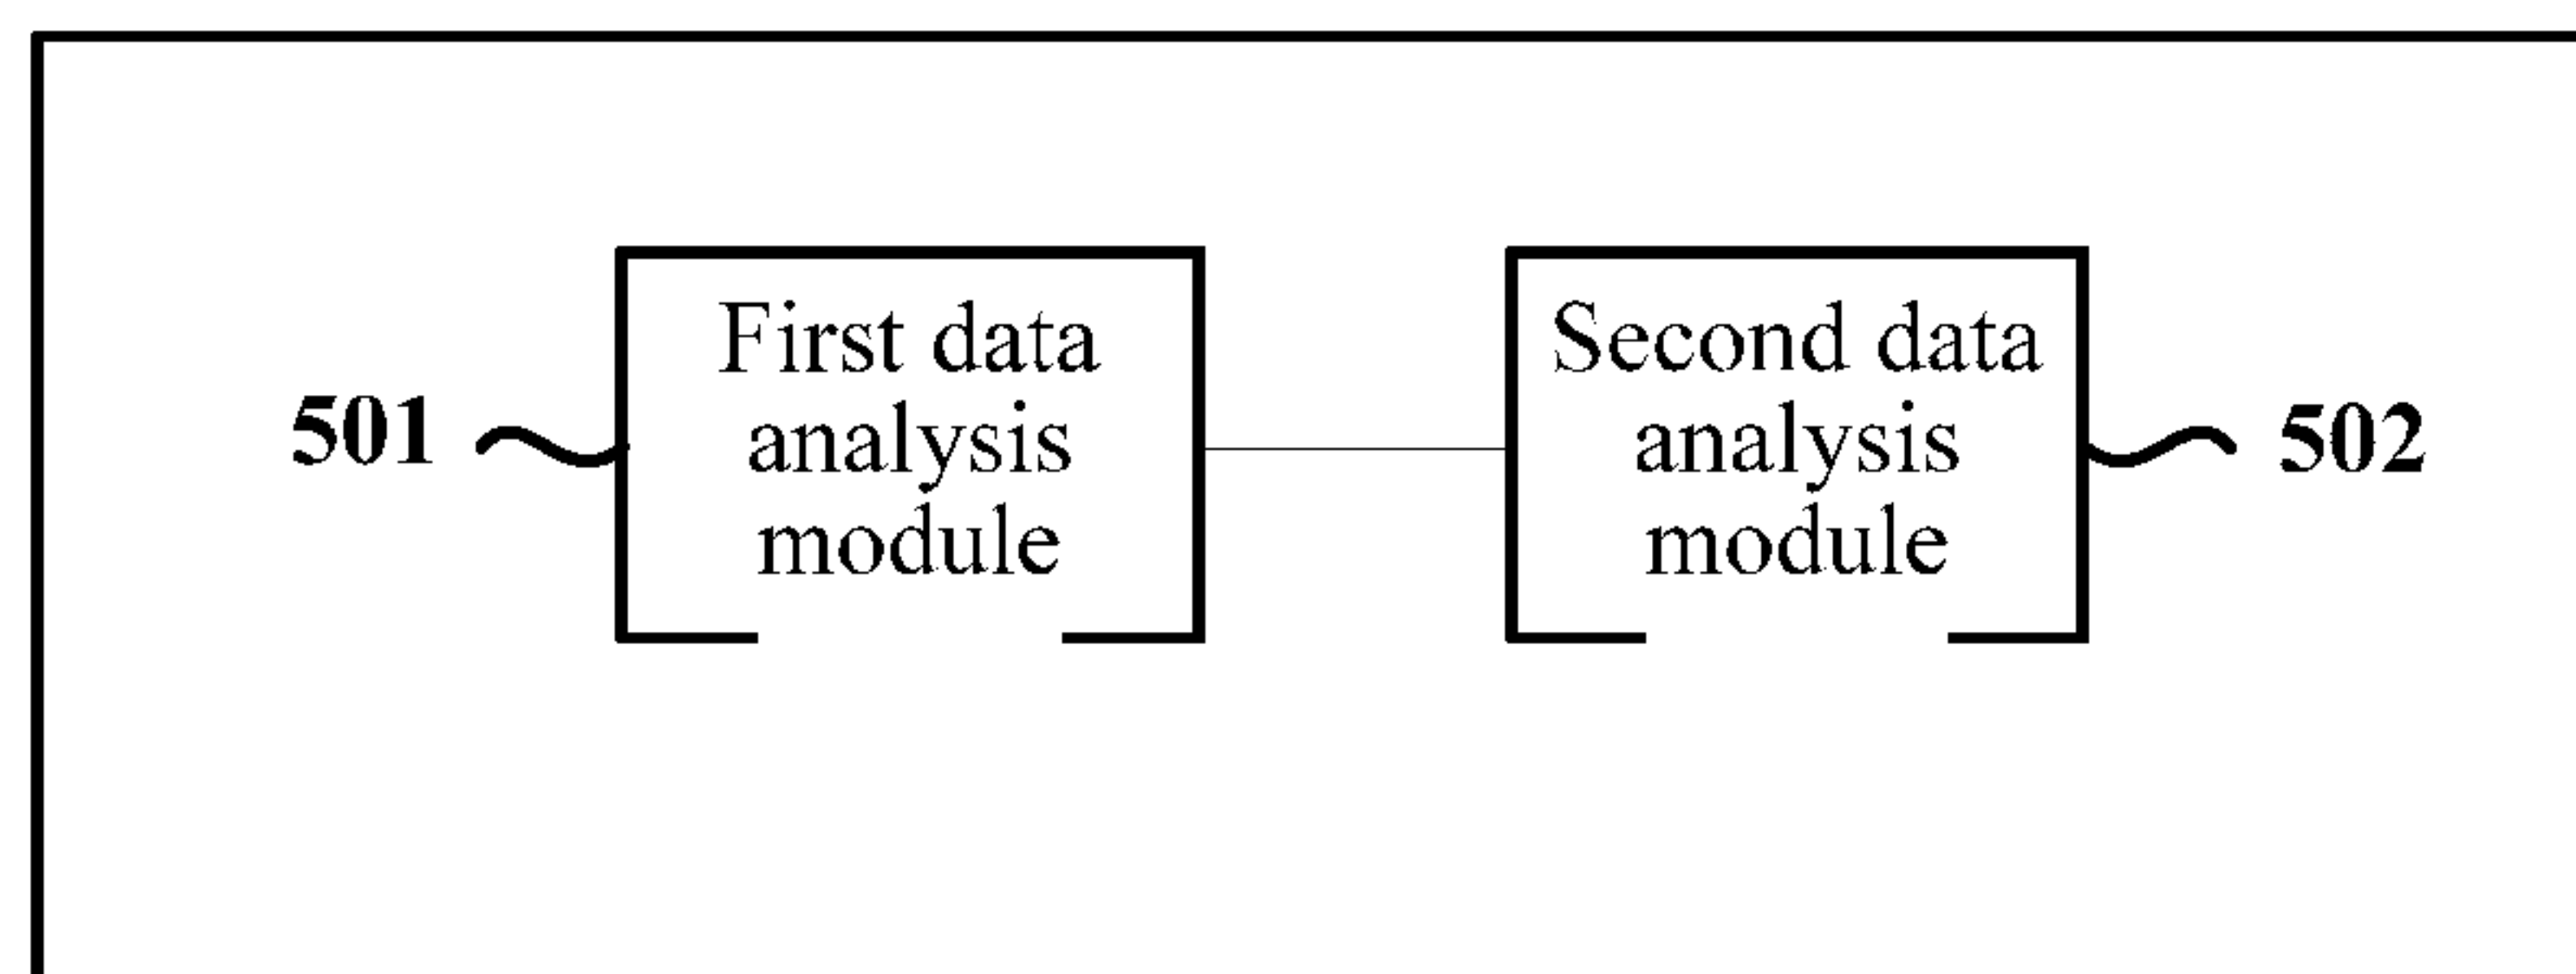 501
First data
analysis
module
Second data
analysis
module
502